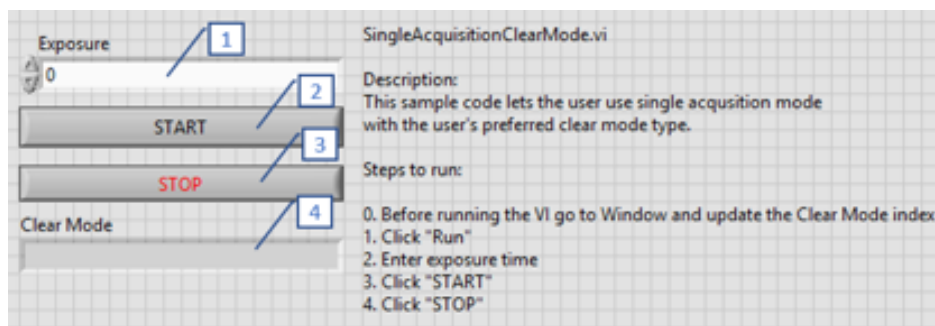 Exposure
1
0
2
START
3
STOP
4
Clear Mode
SingleAcquisitionClearMode.vi
Description:
This sample code lets the user use single acqusition mode
with the user's preferred clear mode type.
Steps to run:
0. Before running the VI go to Window and update the Clear Mode index
1. Click "Run"
2. Enter exposure time
3. Click "START"
4. Click "STOP"